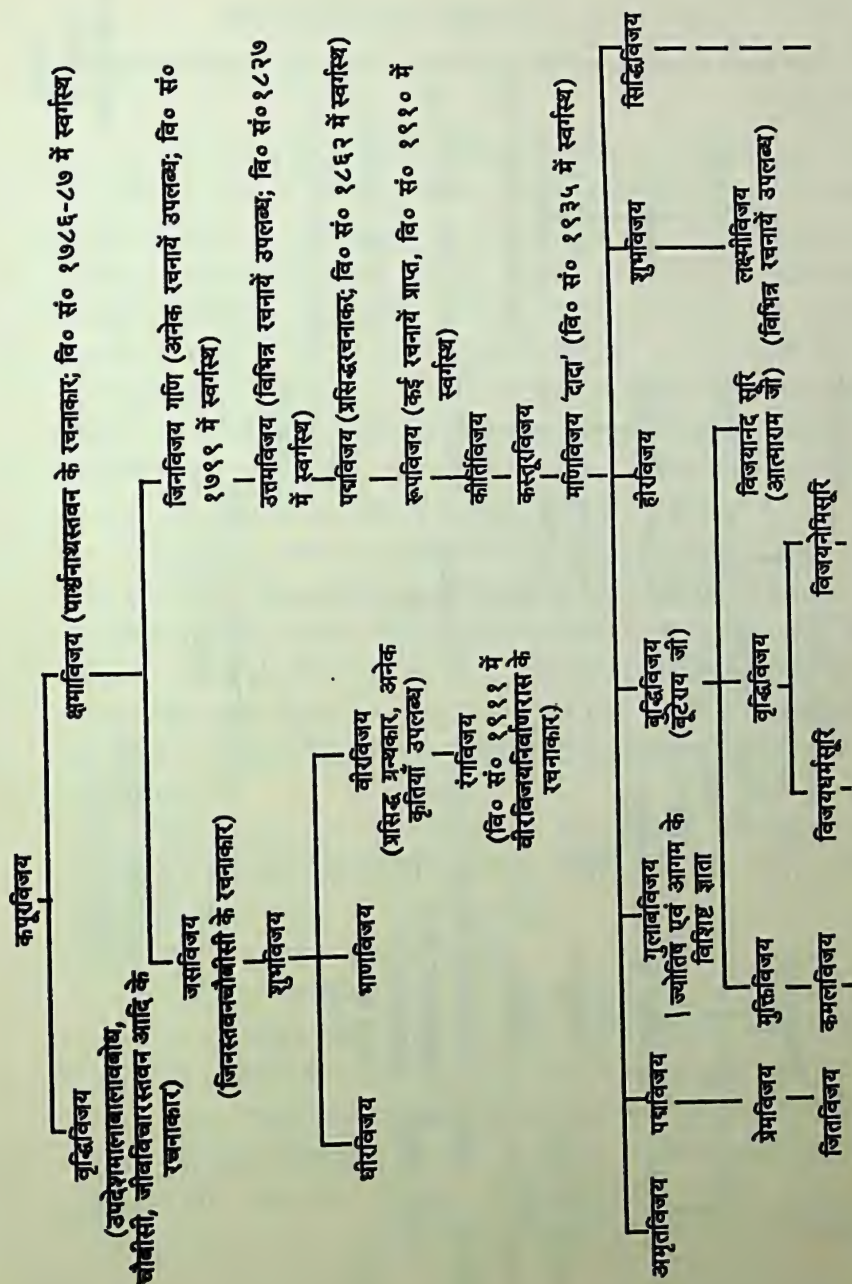 कपूरविजय
वृद्धिविजय
(उपदेशमालाबालावबोध,
चौबीसी, जीवविचारस्तवन आदि के
रचनाकार)
क्षमाविजय (पार्श्वनाथस्तवन के रचनाकार; वि० सं० १७८६-८७ में स्वर्गस्थ)
जसविजय
(जिनस्तवनचौबीसी के रचनाकार)
जिनविजय गणि (अनेक रचनायें उपलब्ध; वि० सं०
१७९९ में स्वर्गस्थ)
शुभविजय
उत्तमविजय (विभिन्न रचनायें उपलब्ध; वि० सं०१८२७
में स्वर्गस्थ)
पद्मविजय (प्रसिद्धरचनाकर; वि० सं० १८६२ में स्वर्गस्थ)
धीरविजय
भाणविजय
वीरविजय
(प्रसिद्ध ग्रन्थकार, अनेक
कृतियाँ उपलब्ध)
रूपविजय (कई रचनायें प्राप्त, वि० सं० १९१० में
स्वर्गस्थ)
रंगविजय
(वि० सं० १९११ में
वीरविजयनिर्वाणरास के
रचनाकार)
कीर्तिविजय
कस्तूरविजय
मणिविजय 'दादा' (वि० सं० १९३५ में स्वर्गस्थ)
अमृतविजय
पद्मविजय
गुलाबविजय
ज्योतिष एवं आगम के
विशिष्ट ज्ञाता
बुद्धिविजय
(बूटेराय जी)
हीरविजय
शुभविजय
सिद्धिविजय
प्रेमविजय
मुक्तिविजय
वृद्धिविजय
विजयानंद सूरि
(आत्माराम जी)
लक्ष्मीविजय
(विभिन्न रचनायें उपलब्ध)
जितविजय
कमलविजय
विजयधर्मसूरि
विजयनेमिसूरि